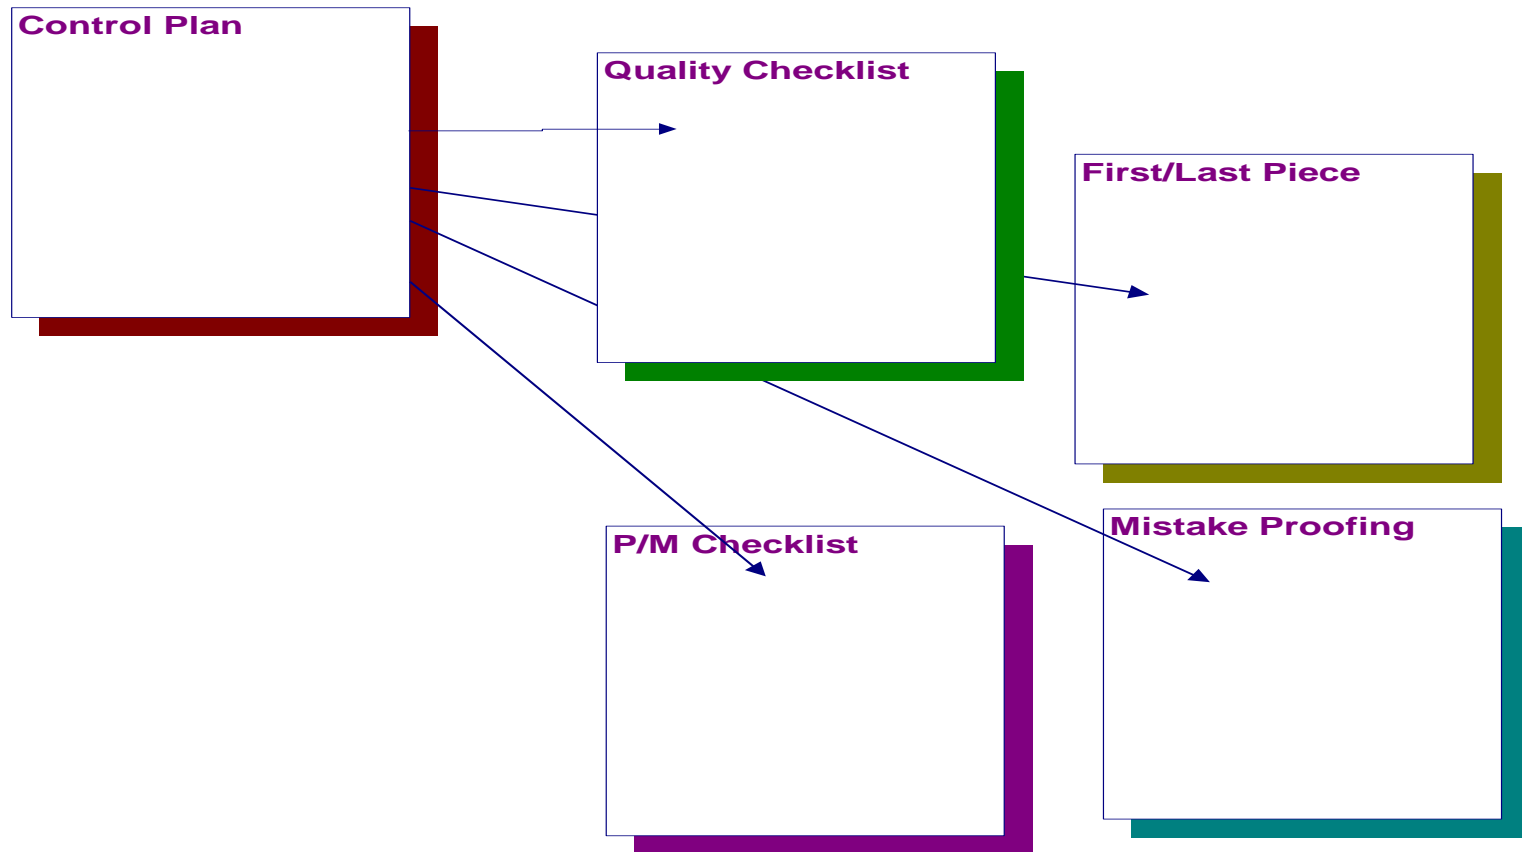 Control Plan
Quality Checklist
First/Last Piece
P/M Checklist
Mistake Proofing